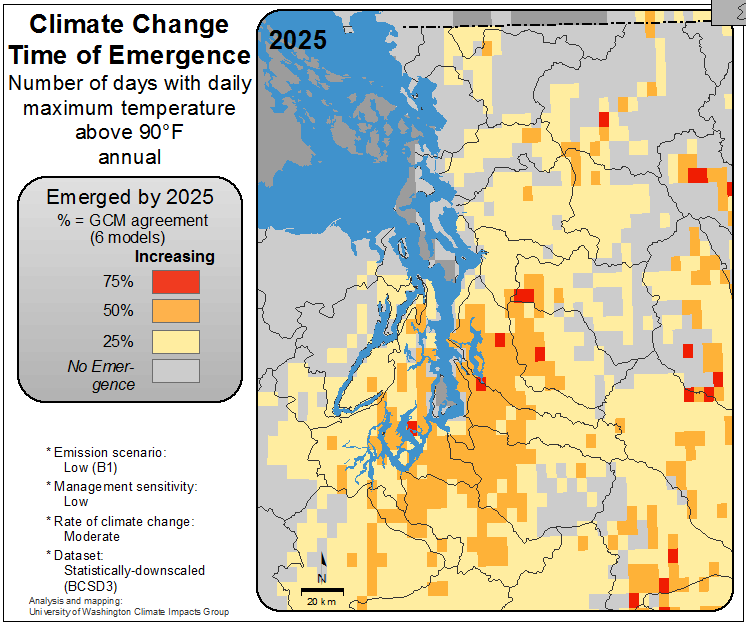 Climate Change
Time of Emergence
Number of days with daily
maximum temperature
above 90°F
annual
Emerged by 2025
% = GCM agreement
(6 models)
Increasing
75%
50%
25%
No Emer-
gence
* Emission scenario:
Low (B1)
* Management sensitivity:
Low
* Rate of climate change:
Moderate
* Dataset:
Statistically-downscaled
(BCSD3)
Analysis and mapping:
University of Washington Climate Impacts Group
2025
N
20 km